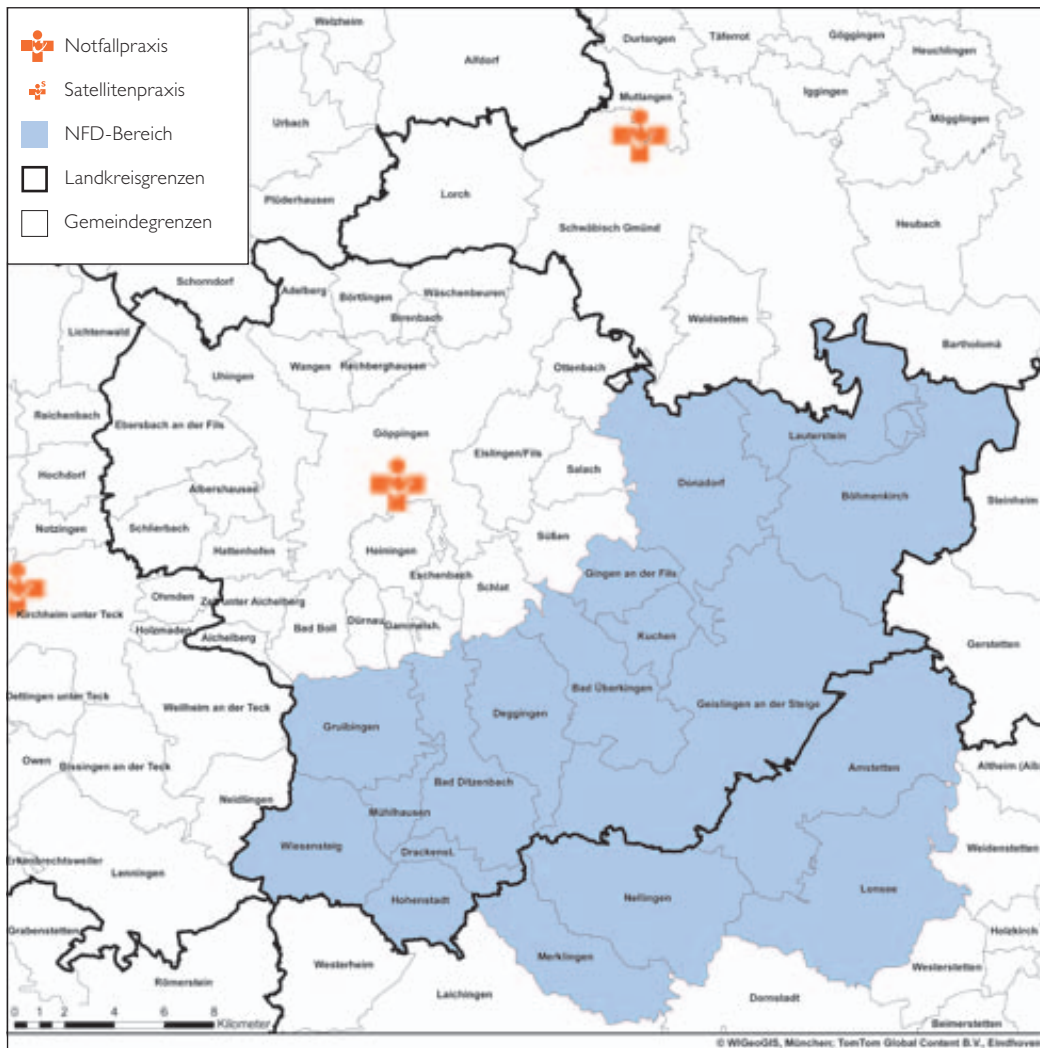 Notfallpraxis
Satellitenpraxis
NFD-Bereich
Landkreisgrenzen
Gemeindegrenzen
Welzheim
Alfdorf
Durlangen
Täferrot
Göggingen
Heuchlingen
Iggingen
Mutlangen
Mögglingen
Urbach
Plüderhausen
Lorch
Heubach
Schwäbisch Gmünd
Schorndorf
Adelberg
Börtlingen
Wäschenbeuren
Birenbach
Waldstetten
Lichtenwald
Bartholomä
Uhingen
Wangen
Rechberghausen
Ottenbach
Reichenbach
Ebersbach an der Fils
Göppingen
Eislingen/Fils
Lauterstein
Salach
Hochdorf
Albershausen
Donzdorf
Böhmenkirch
Steinheim
Notzingen
Schlierbach
Hattenhofen
Heiningen
Süßen
Eschenbach
Schlat
Gingen an der Fils
Ohmden
Zell unter Aichelberg
Kirchheim unter Teck
Bad Boll
Dürnau
Gammelsh.
Holzmaden
Aichelberg
Kuchen
Gerstetten
Dettingen unter Teck
Weilheim an der Teck
Bad Überkingen
Geislingen an der Steige
Deggingen
Gruibingen
Owen
Bissingen an der Teck
Amstetten
Altheim (Alb
Bad Ditzenbach
Neidlingen
Mühlhausen
Wiesensteig
Drackenst.
Weidenstetten
Erkenbrechtsweiler
Lenningen
Hohenstadt
Nellingen
Lonsee
Grabenstetten
Holzkirch
Merklingen
Westerheim
Westerstetten
Römerstein
Laichingen
Dornstadt
Beimerstetten
0 1 2 4 6 8
Kilometer
© WIGeoGIS, München; TomTom Global Content B.V., Eindhoven